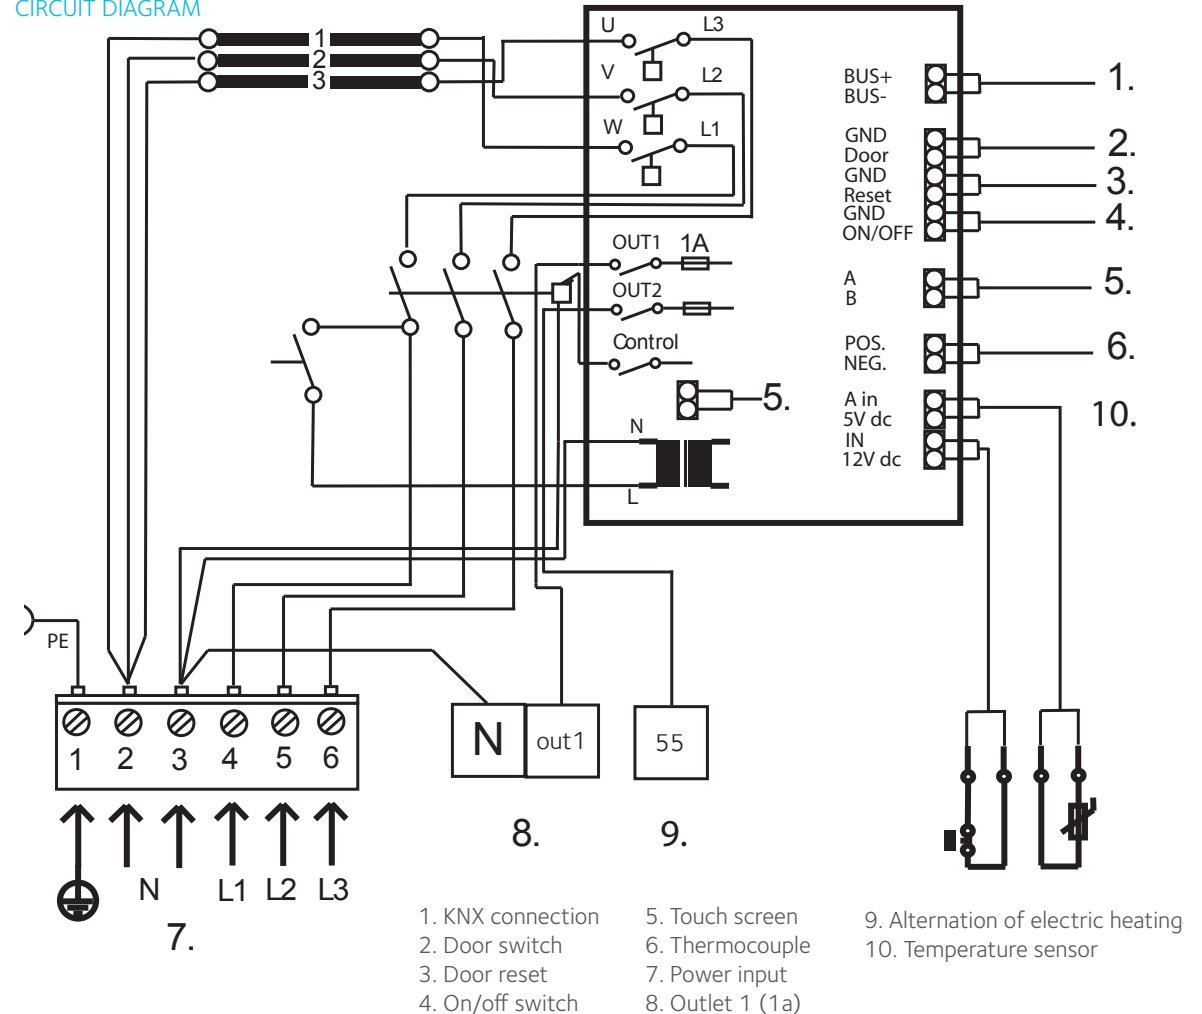 CIRCUIT DIAGRAM
1
2
3
U
L3
V
L2
W
L1
OUT1
1A
OUT2
Control
5.
N
L
BUS+
BUS-
1.
GND
Door
2.
GND
Reset
3.
GND
ON/OFF
4.
A
B
5.
POS.
NEG.
6.
A in
5V dc
10.
IN
12V dc
PE
1 2 3 4 5 6
N L1 L2 L3
7.
N out1
8.
55
9.
1. KNX connection
2. Door switch
3. Door reset
4. On/off switch
5. Touch screen
6. Thermocouple
7. Power input
8. Outlet 1 (1a)
9. Alternation of electric heating
10. Temperature sensor